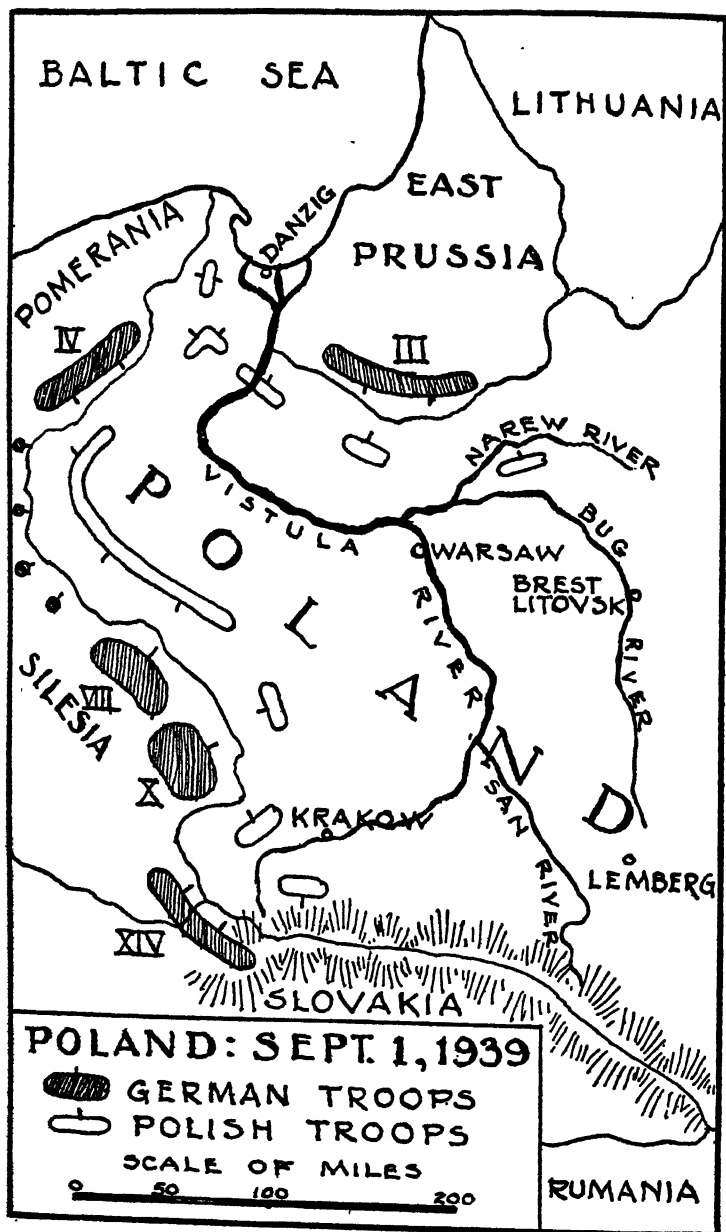 BALTIC SEA
LITHUANIA
EAST
PRUSSIA
DANZIG
POMERANIA
IV
III
NAREW RIVER
VISTULA
RIVER
POLAND
WARSAW
BUG
RIVER
BREST
LITOVSK
SILESIA
VIII
X
KRAKOW
SAN
RIVER
LEMBERG
XIV
SLOVAKIA
POLAND: SEPT. 1, 1939
GERMAN TROOPS
POLISH TROOPS
SCALE OF MILES
0 50 100 200
RUMANIA